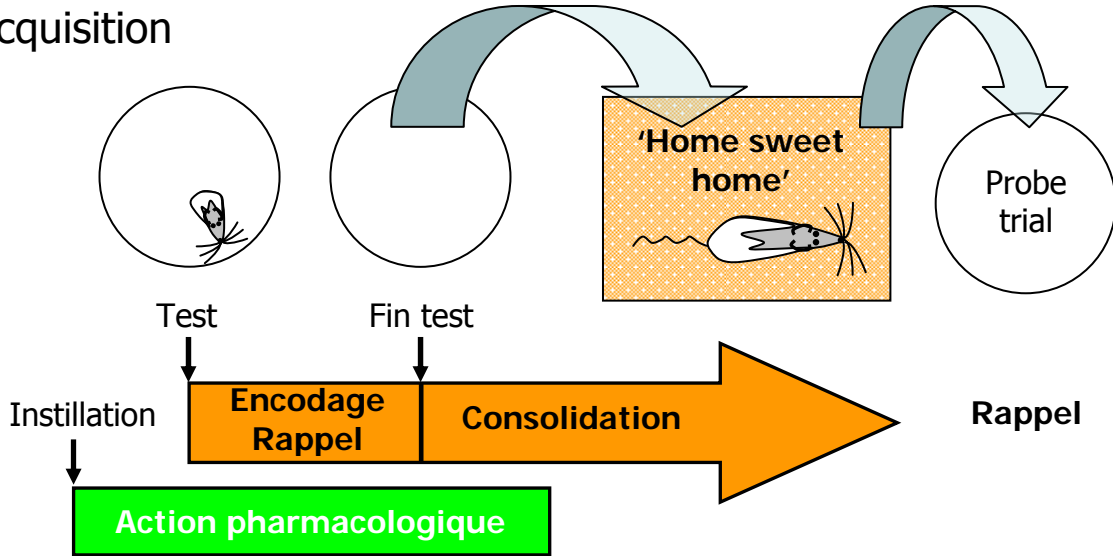 cquisition
'Home sweet
home'
Probe
trial
Test
Fin test
Instillation
Encodage
Rappel
Consolidation
Rappel
Action pharmacologique